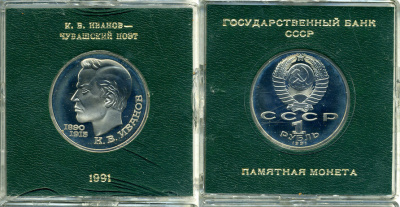 К. В. ИВАНОВ—
ЧУВАШСКИЙ ПОЭТ
1890
1915
К. В. ИВАНОВ
1991
ГОСУДАРСТВЕННЫЙ БАНК
СССР
СССР
1
РУБЛЬ
1991
ПАМЯТНАЯ МОНЕТА